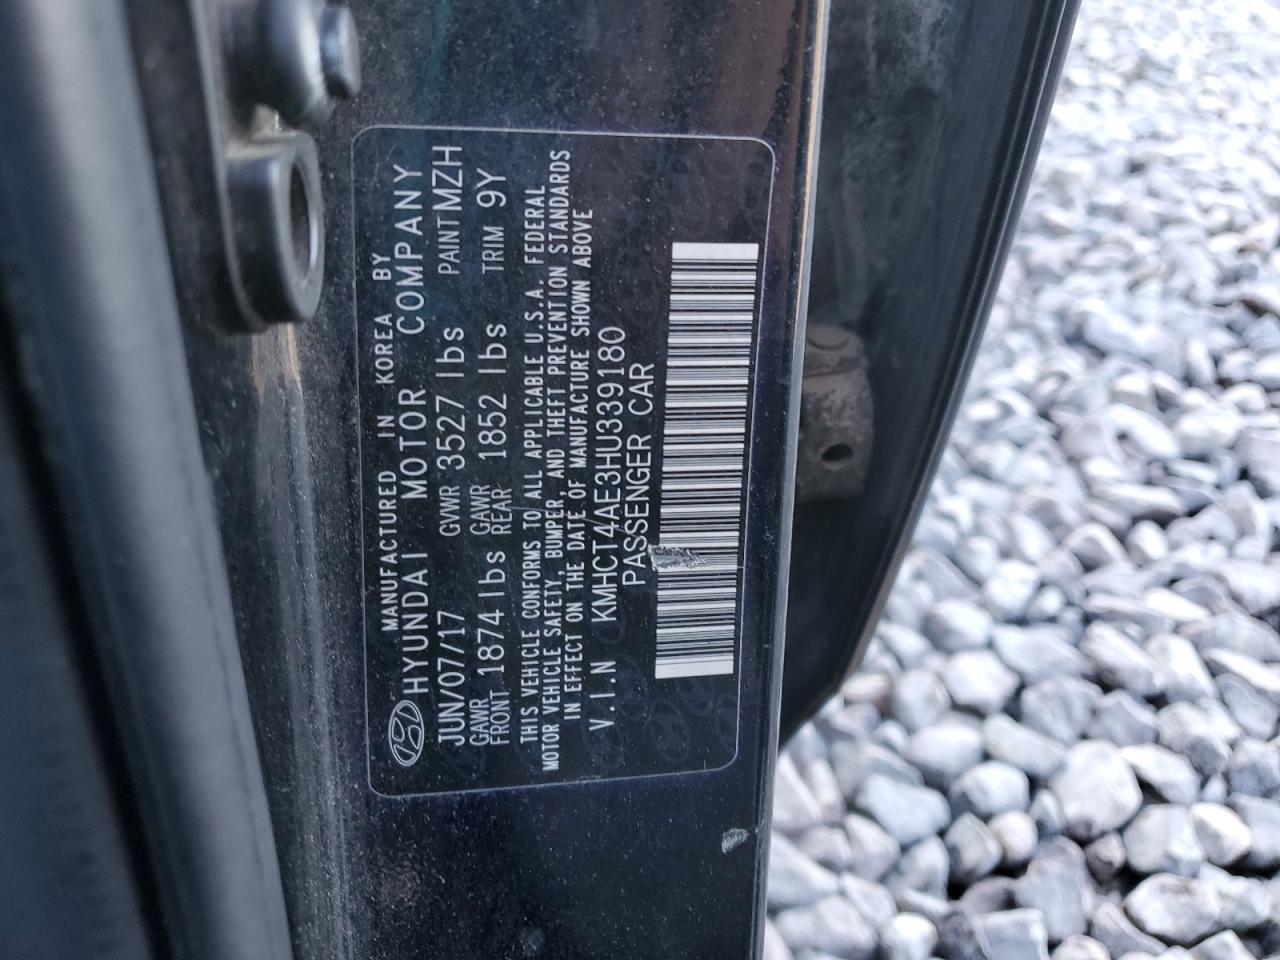 MANUFACTURED IN KOREA BY
HYUNDAI MOTOR COMPANY
JUN/07/17 GVWR 3527 lbs PAINT MZH
GAWR FRONT 1874 lbs GAWR REAR 1852 lbs TRIM 9Y
THIS VEHICLE CONFORMS TO ALL APPLICABLE U.S.A. FEDERAL
MOTOR VEHICLE SAFETY, BUMPER, AND THEFT PREVENTION STANDARDS
IN EFFECT ON THE DATE OF MANUFACTURE SHOWN ABOVE
V.I.N KMHCT4AE3HU339180
PASSENGER CAR